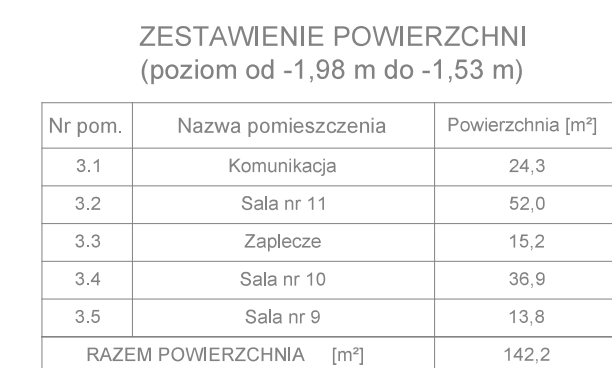 ZESTAWIENIE POWIERZCHNI
(poziom od -1,98 m do -1,53 m)
Nr pom. Nazwa pomieszczenia Powierzchnia [m²]
3.1 Komunikacja 24,3
3.2 Sala nr 11 52,0
3.3 Zaplecze 15,2
3.4 Sala nr 10 36,9
3.5 Sala nr 9 13,8
RAZEM POWIERZCHNIA [m²] 142,2